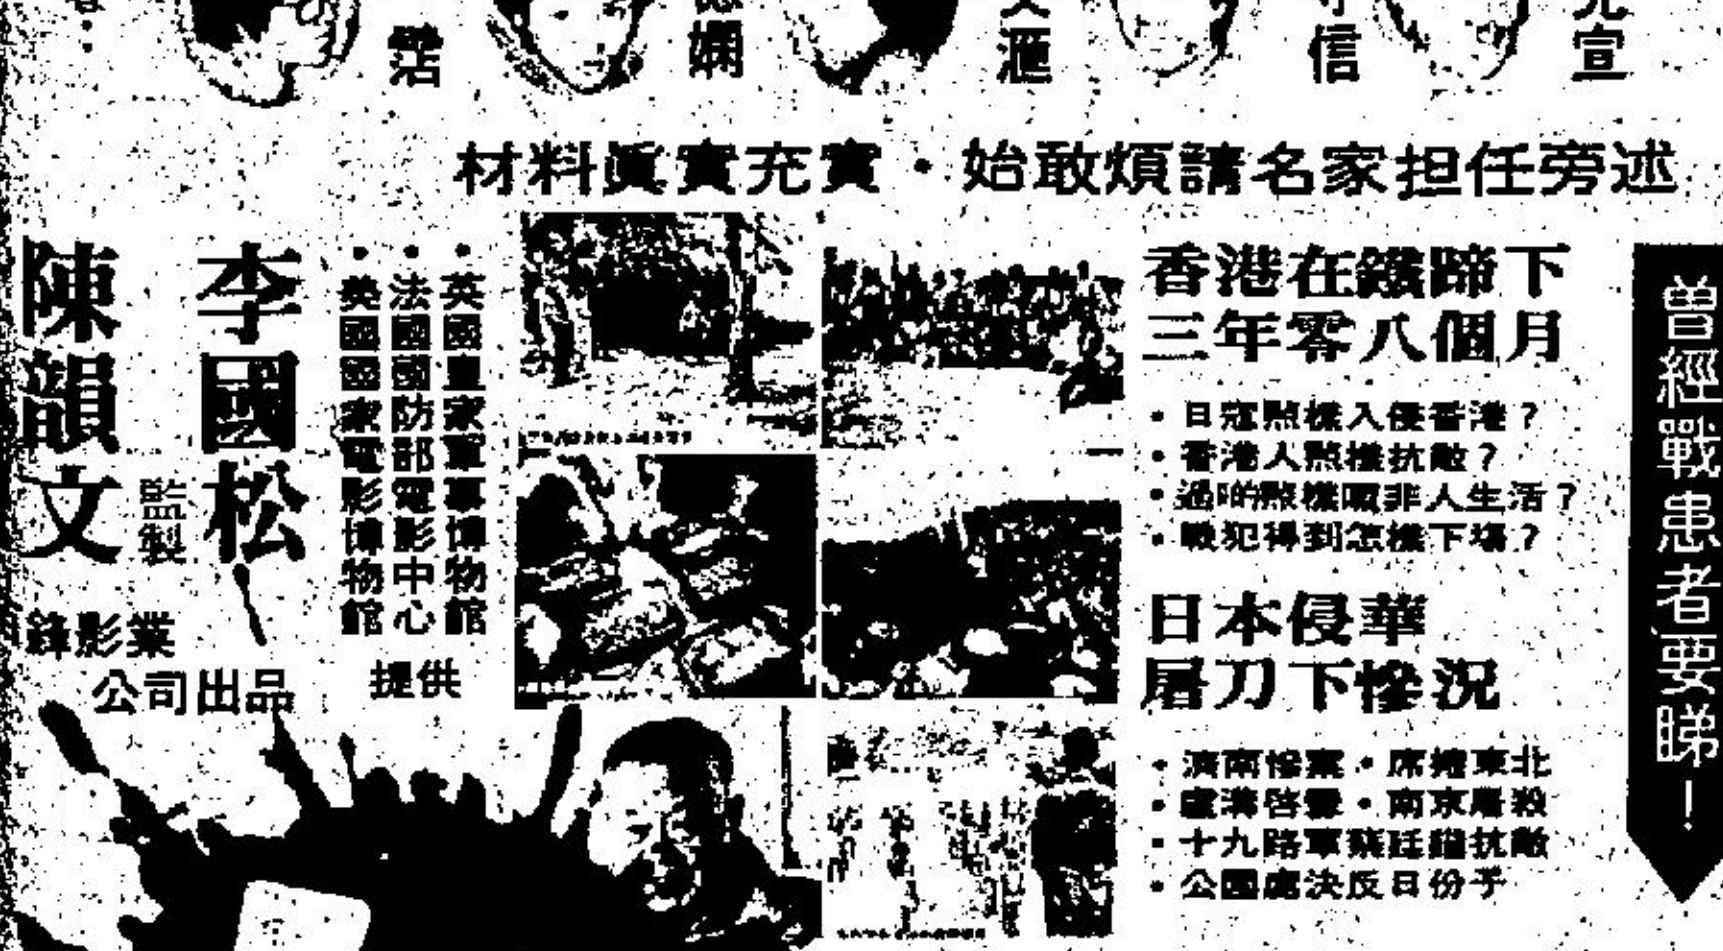 信
宣
材料眞實充實・始敢煩請名家担任旁述
曾經戰患者要睇！
香港在鐵蹄下
三年零八個月
・日寇點樣入侵香港？
・香港人點樣抗敵？
・過啲點樣嘅非人生活？
・戰犯得到怎樣下塲？
日本侵華
屠刀下慘況
・濟南慘案・席捲東北
・盧溝啓釁・南京屠殺
・十九路軍蔡廷鍇抗敵
・公園處決反日份子
・英國皇家軍事博物館
・法國國防部電影中心
・美國國家電影博物館
提供
李國松
陳韻文
監製
鋒影業
公司出品